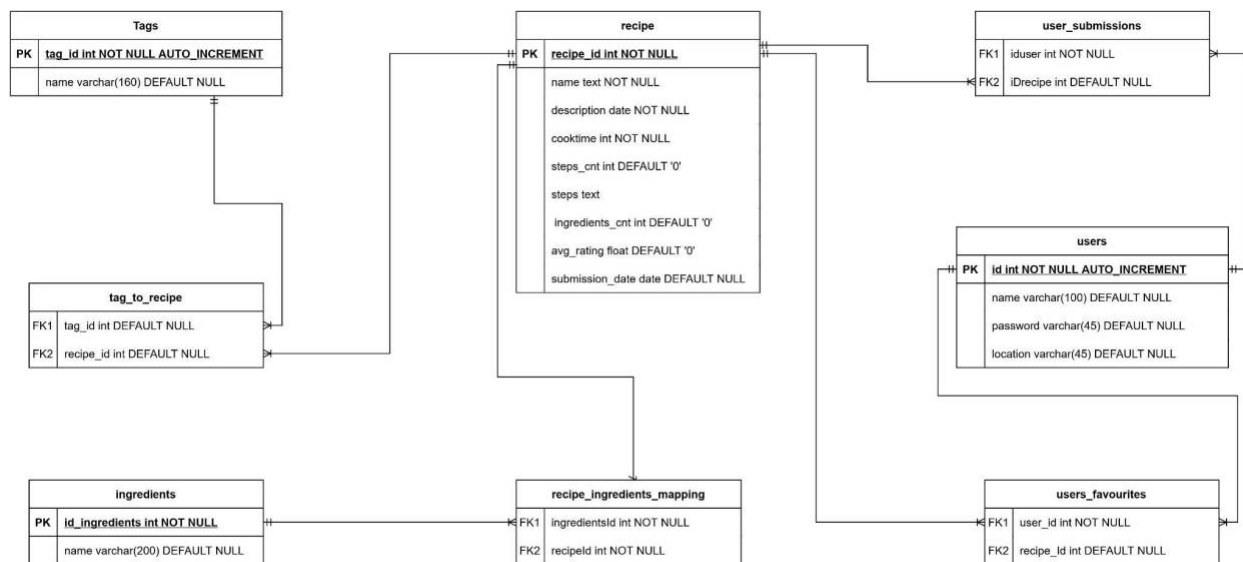 Tags
PK tag_id int NOT NULL AUTO_INCREMENT
name varchar(160) DEFAULT NULL
recipe
PK recipe_id int NOT NULL
name text NOT NULL
description date NOT NULL
cooktime int NOT NULL
steps_cnt int DEFAULT '0'
steps text
ingredients_cnt int DEFAULT '0'
avg_rating float DEFAULT '0'
submission_date date DEFAULT NULL
user_submissions
FK1 iduser int NOT NULL
FK2 iDrecipe int DEFAULT NULL
users
PK id int NOT NULL AUTO_INCREMENT
name varchar(100) DEFAULT NULL
password varchar(45) DEFAULT NULL
location varchar(45) DEFAULT NULL
tag_to_recipe
FK1 tag_id int DEFAULT NULL
FK2 recipe_id int DEFAULT NULL
ingredients
PK id_ingredients int NOT NULL
name varchar(200) DEFAULT NULL
recipe_ingredients_mapping
FK1 ingredientsId int NOT NULL
FK2 recipeId int NOT NULL
users_favourites
FK1 user_id int NOT NULL
FK2 recipe_Id int DEFAULT NULL